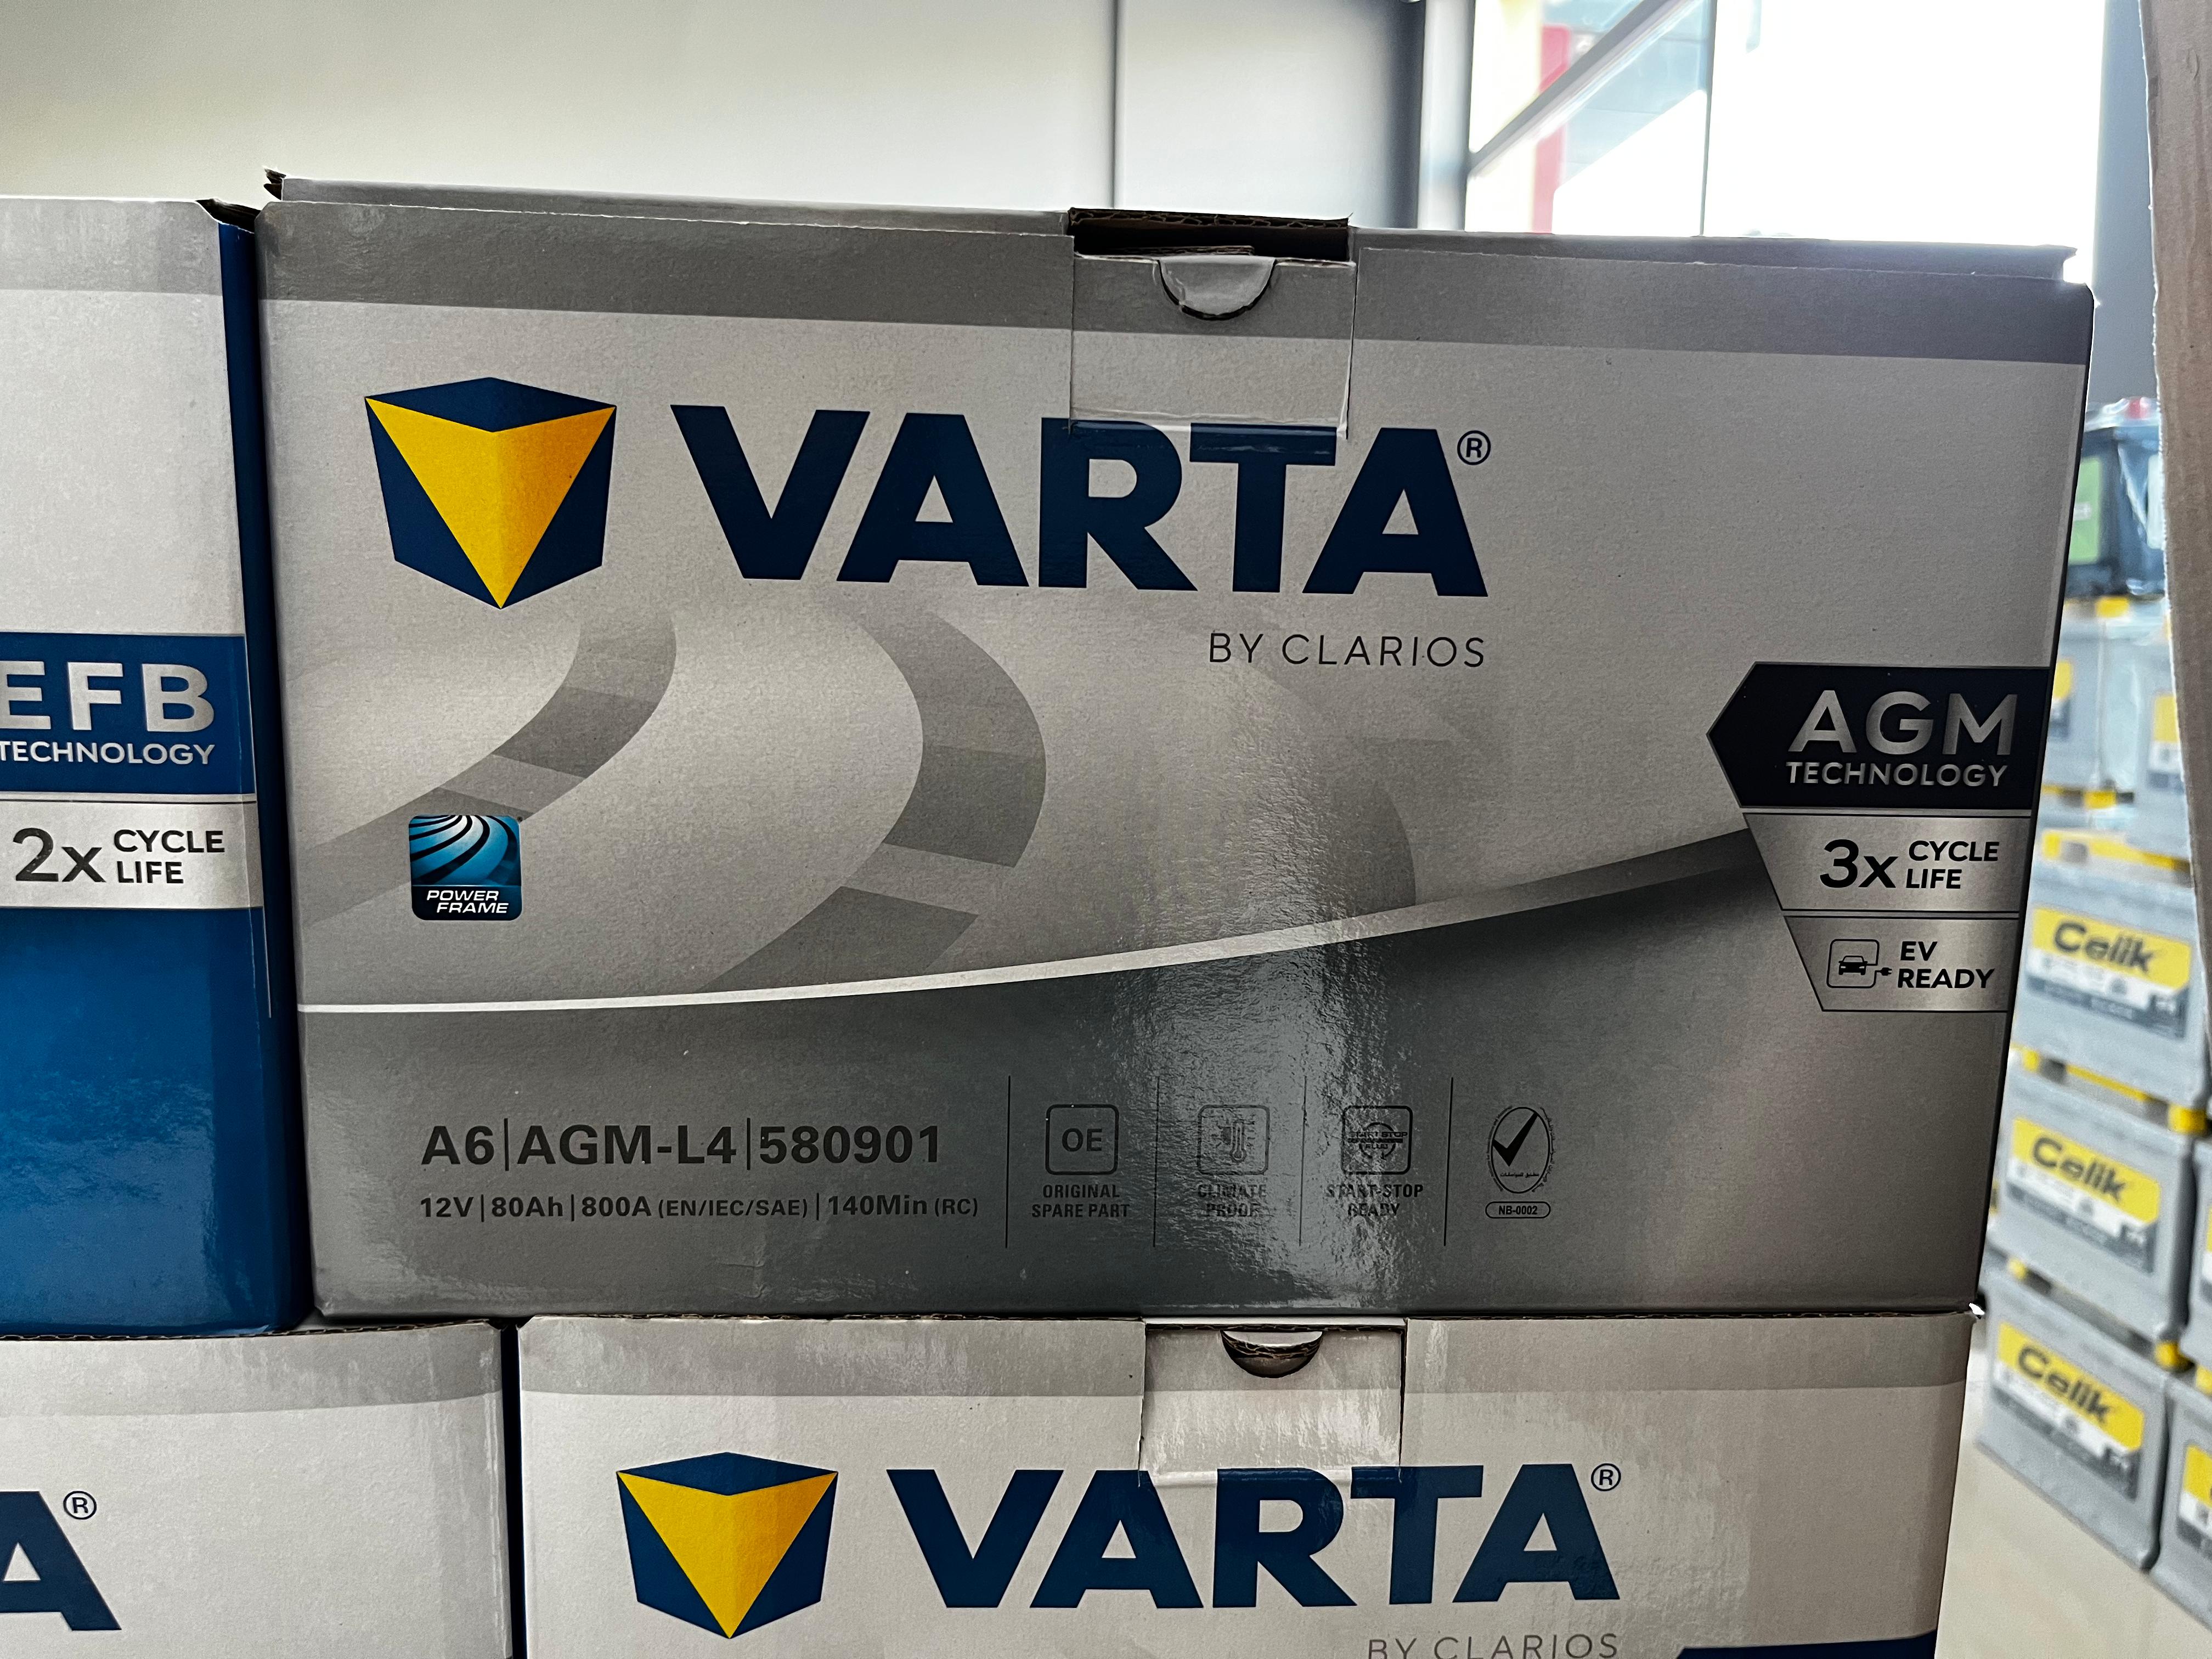 VARTA®
BY CLARIOS
EFB
TECHNOLOGY
2x CYCLE LIFE
AGM
TECHNOLOGY
3x CYCLE LIFE
EV READY
POWER
FRAME
A6|AGM-L4|580901
12V|80Ah|800A (EN/IEC/SAE)|140Min (RC)
OE
ORIGINAL
SPARE PART
CLIMATE
PROOF
START-STOP
READY
NB-0002
Celik
Celik
Celik
A®
VARTA®
BY CLARIOS